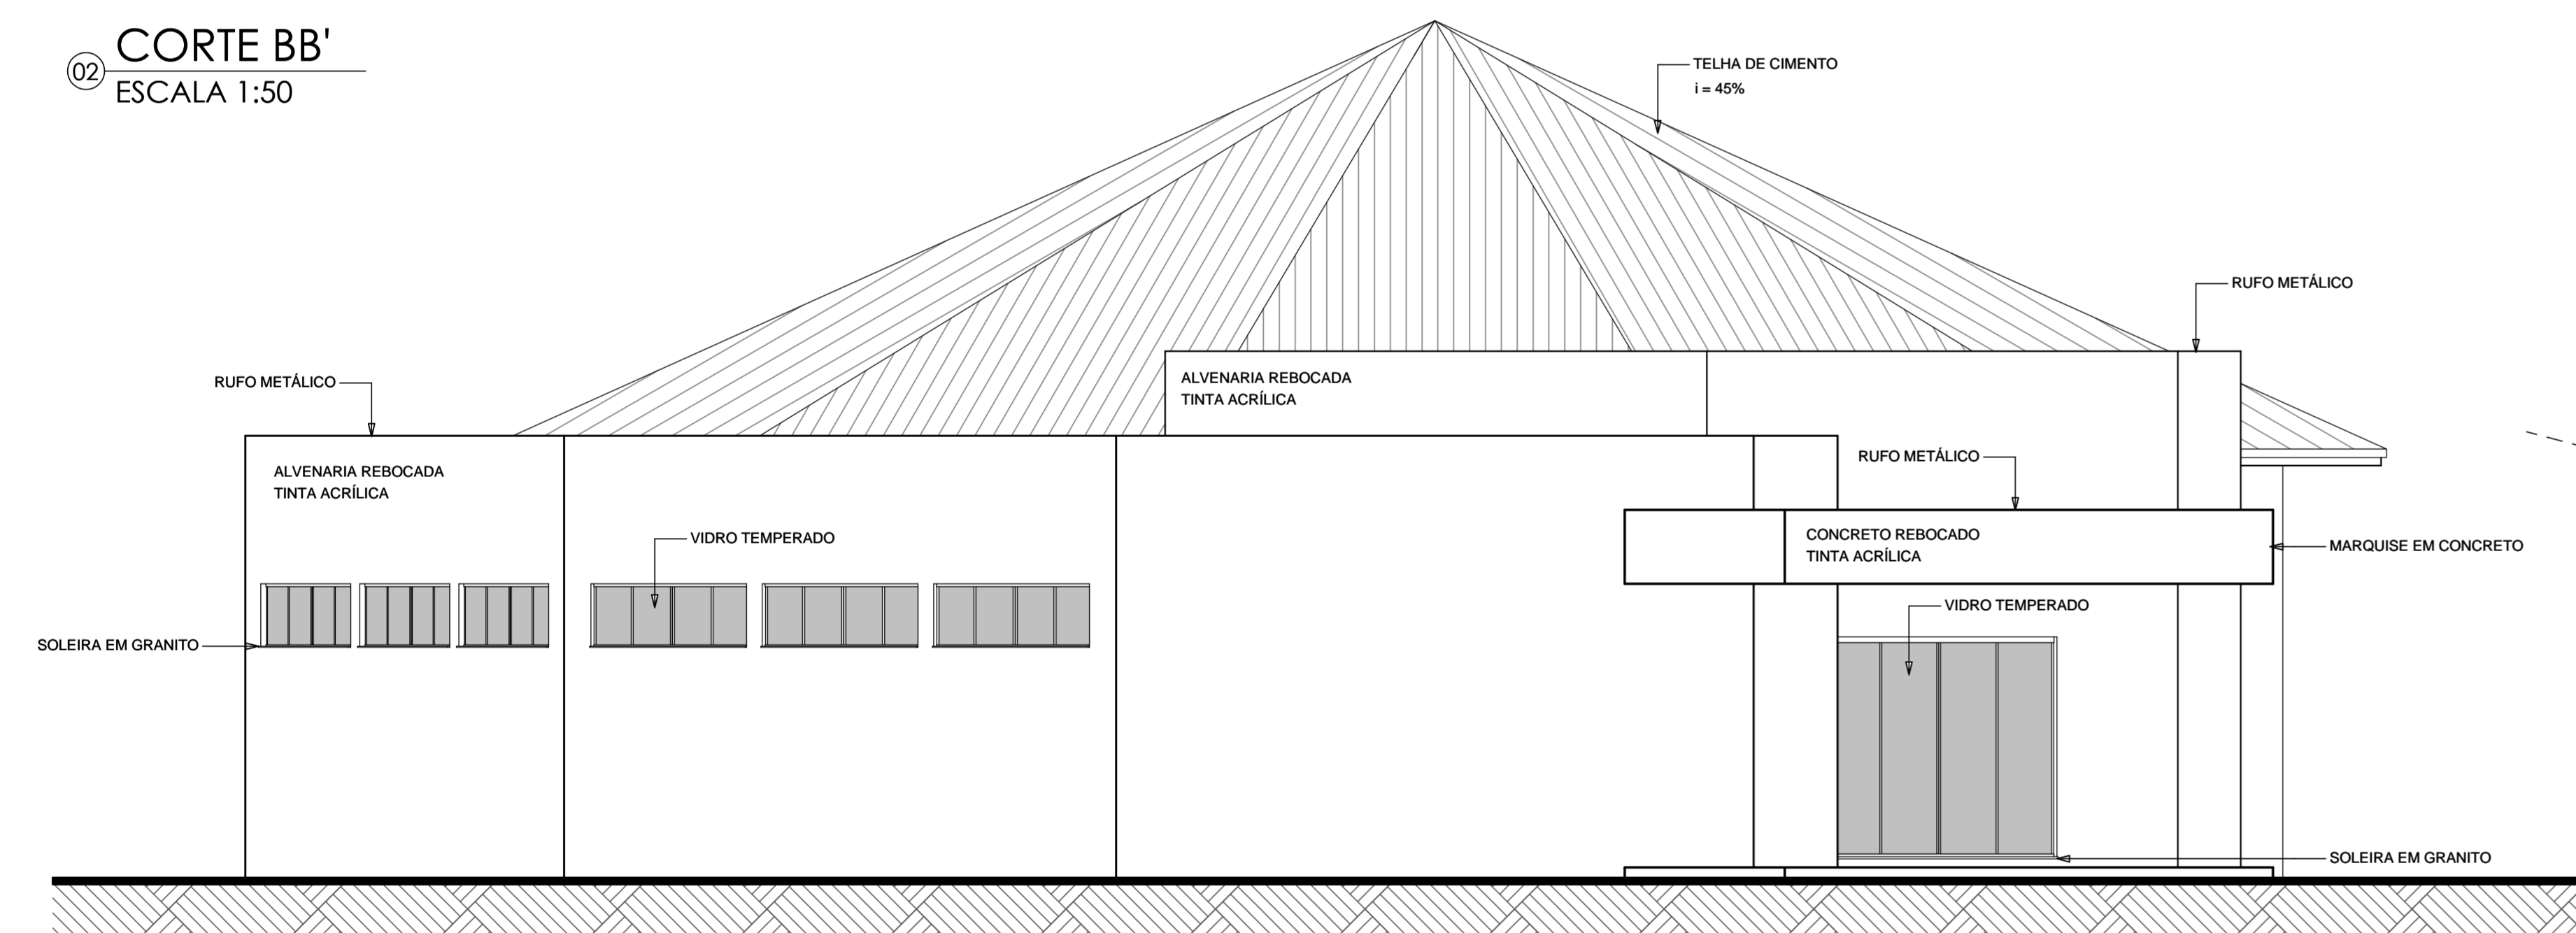 CORTE BB'
02
ESCALA 1:50
TELHA DE CIMENTO
i = 45%
RUFO METÁLICO
RUFO METÁLICO
ALVENARIA REBOCADA
TINTA ACRÍLICA
RUFO METÁLICO
ALVENARIA REBOCADA
TINTA ACRÍLICA
VIDRO TEMPERADO
CONCRETO REBOCADO
TINTA ACRÍLICA
MARQUISE EM CONCRETO
VIDRO TEMPERADO
SOLEIRA EM GRANITO
SOLEIRA EM GRANITO